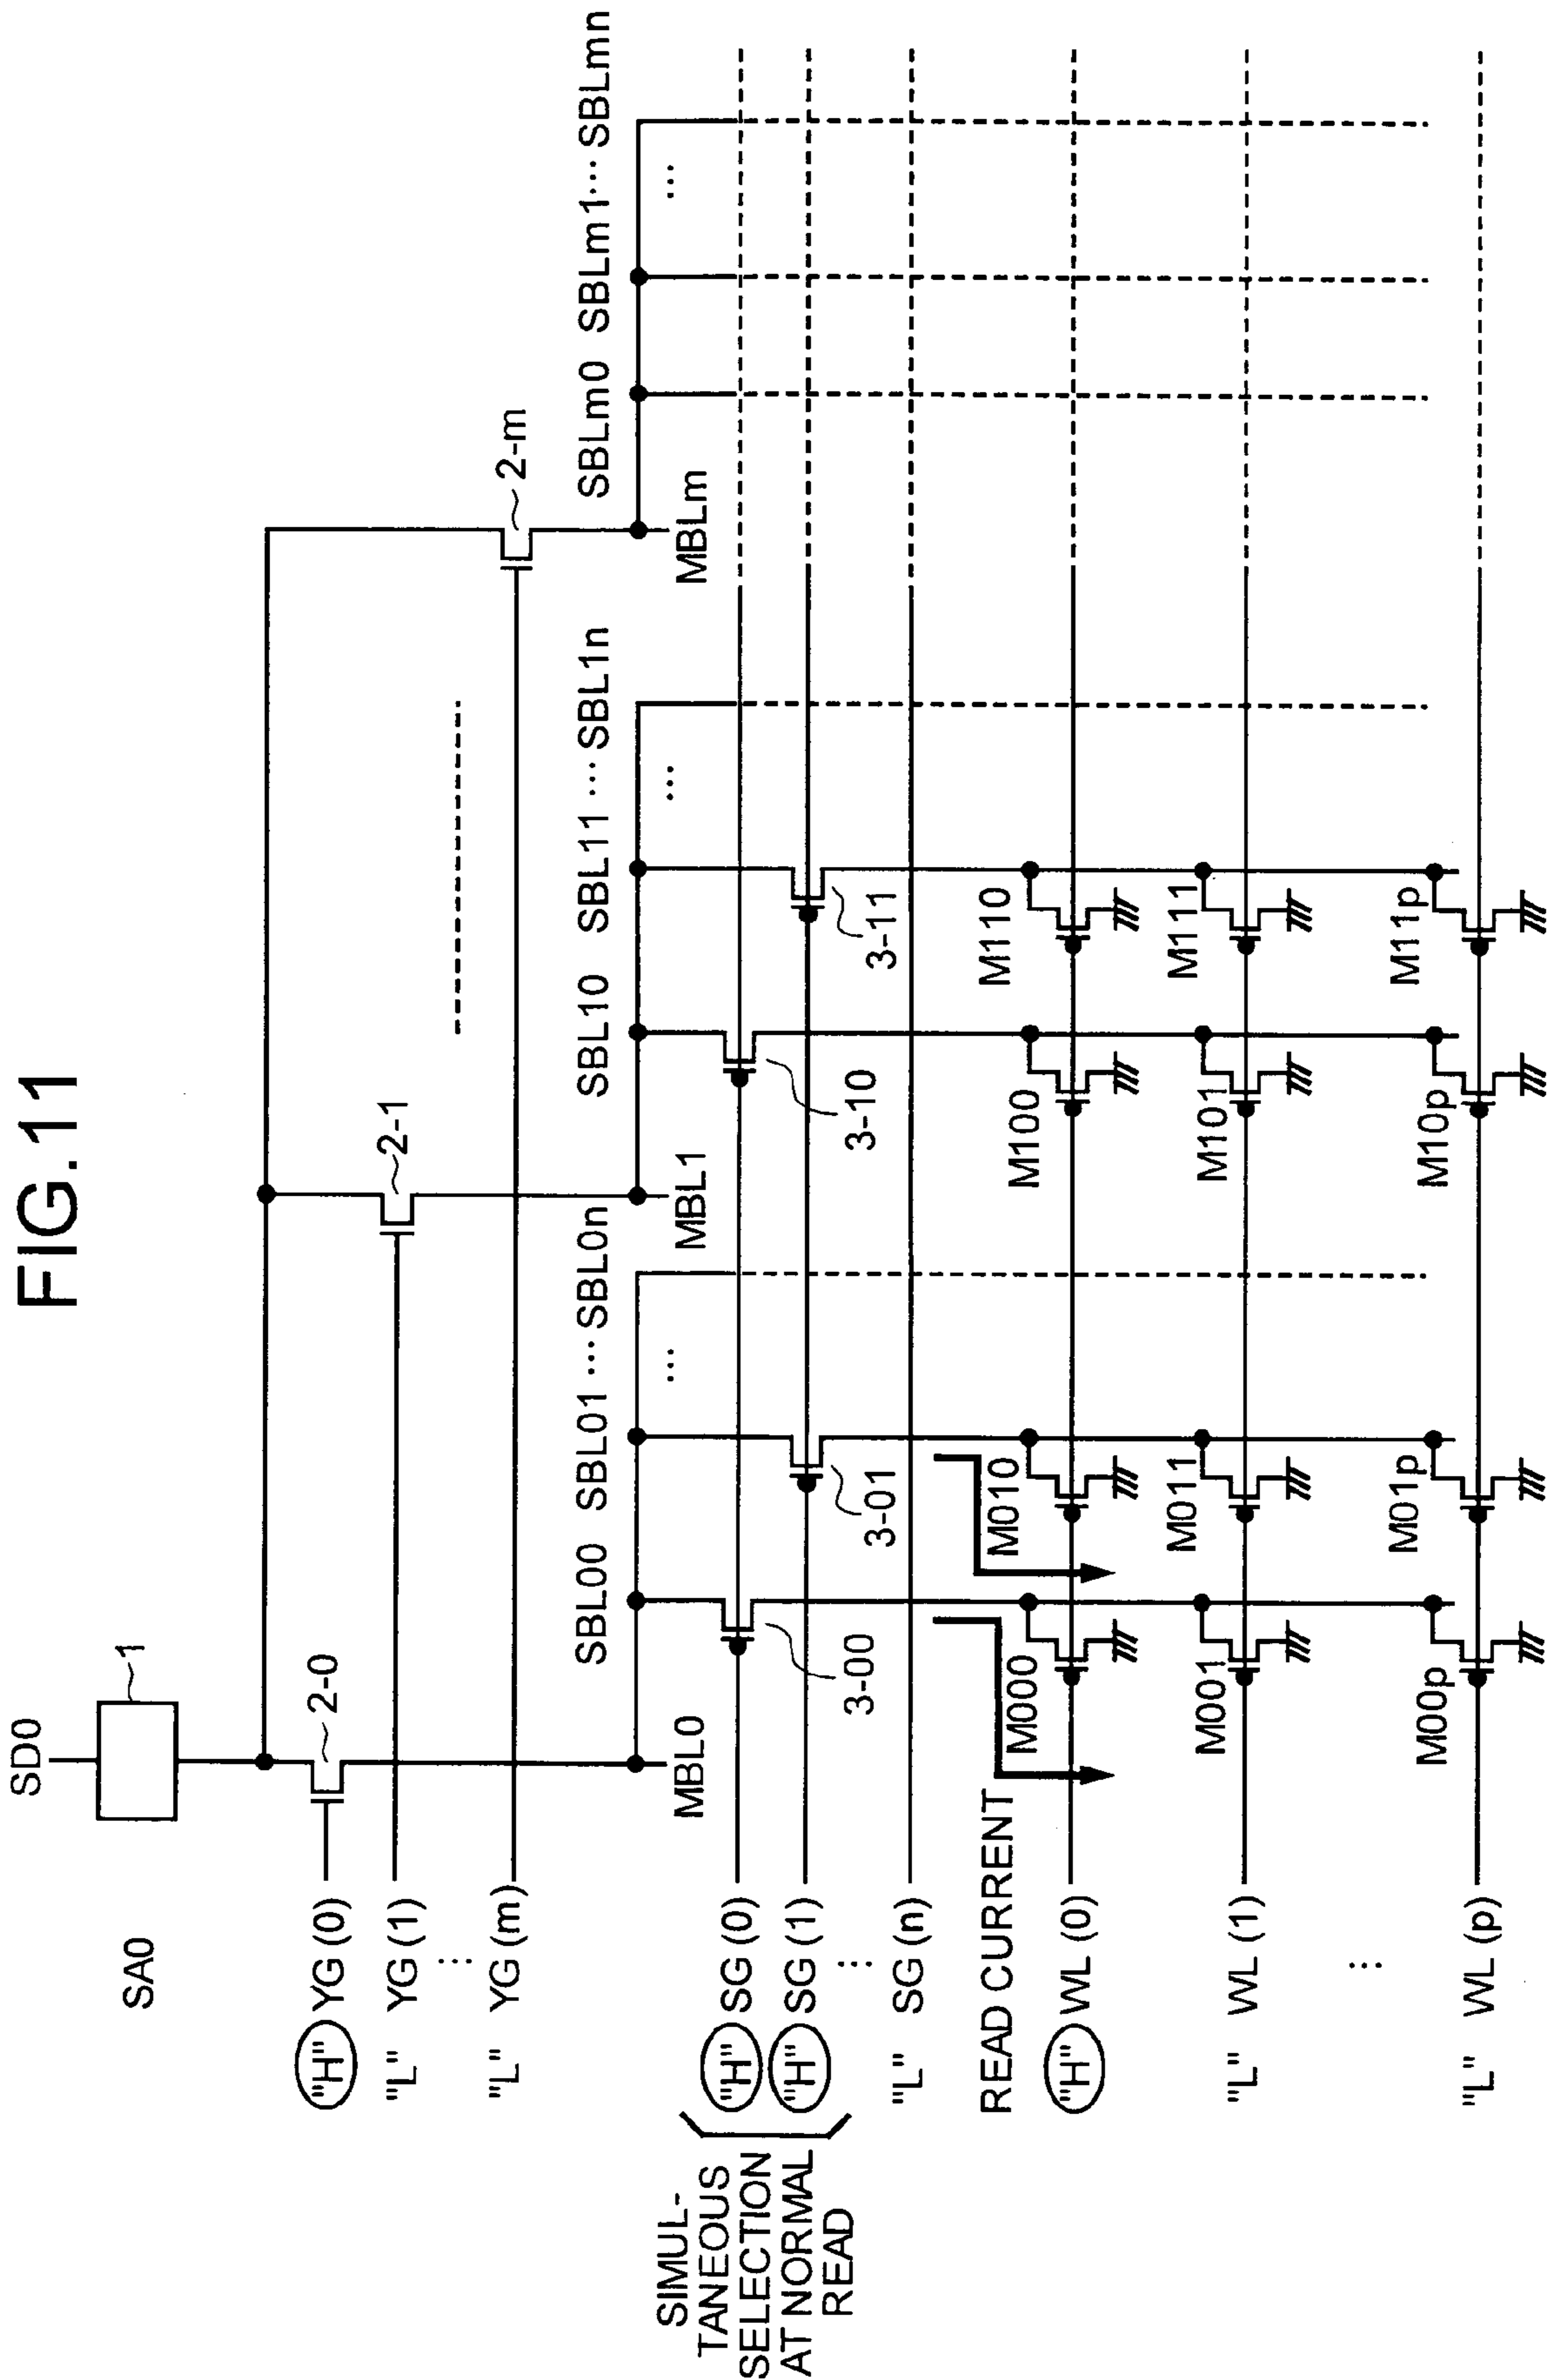 FIG.11
SD0
SA0
1
"H" YG (0)
2-0
"L" YG (1)
2-1
⋮
"L" YG (m)
2-m
SBL00 SBL01 ··· SBL0n
SBL10 SBL11 ··· SBL1n
SBLm0 SBLm1 ··· SBLmn
MBL0
MBL1
MBLm
...
...
...
SIMUL-
TANEOUS
SELECTION
AT NORMAL
READ
"H" SG (0)
"H" SG (1)
⋮
"L" SG (n)
3-00
3-01
3-10
3-11
READ CURRENT
"H" WL (0)
M000
M010
M100
M110
"L" WL (1)
M001
M011
M101
M111
⋮
"L" WL (p)
M00p
M01p
M10p
M11p